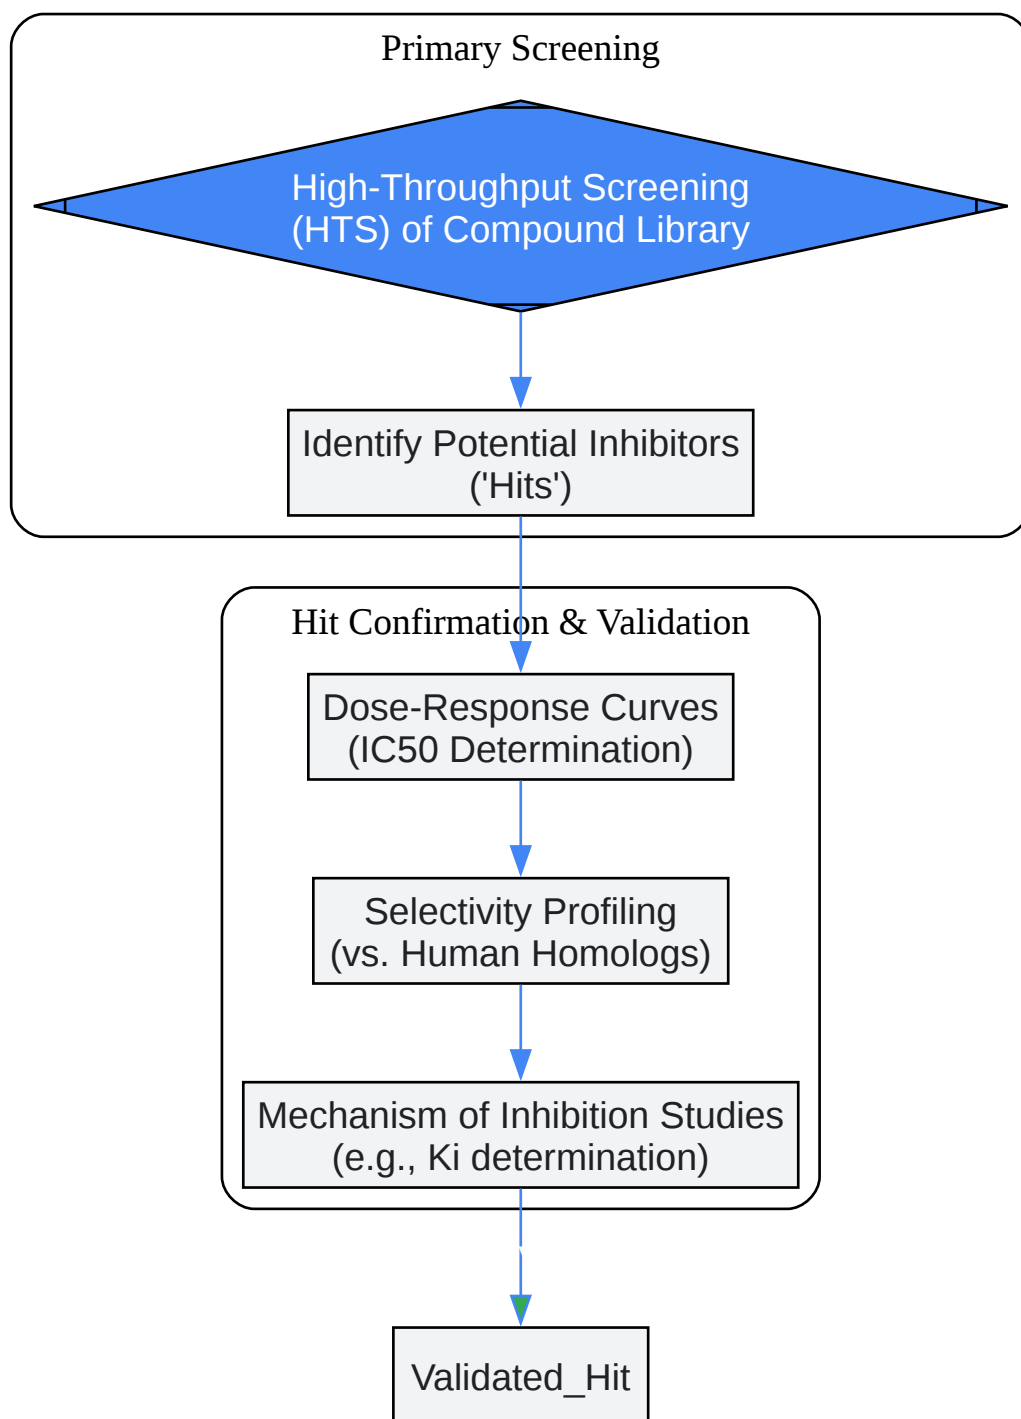 Primary Screening
High-Throughput Screening
(HTS) of Compound Library
Identify Potential Inhibitors
('Hits')
Hit Confirmation & Validation
Dose-Response Curves
(IC50 Determination)
Selectivity Profiling
(vs. Human Homologs)
Mechanism of Inhibition Studies
(e.g., Ki determination)
Validated_Hit